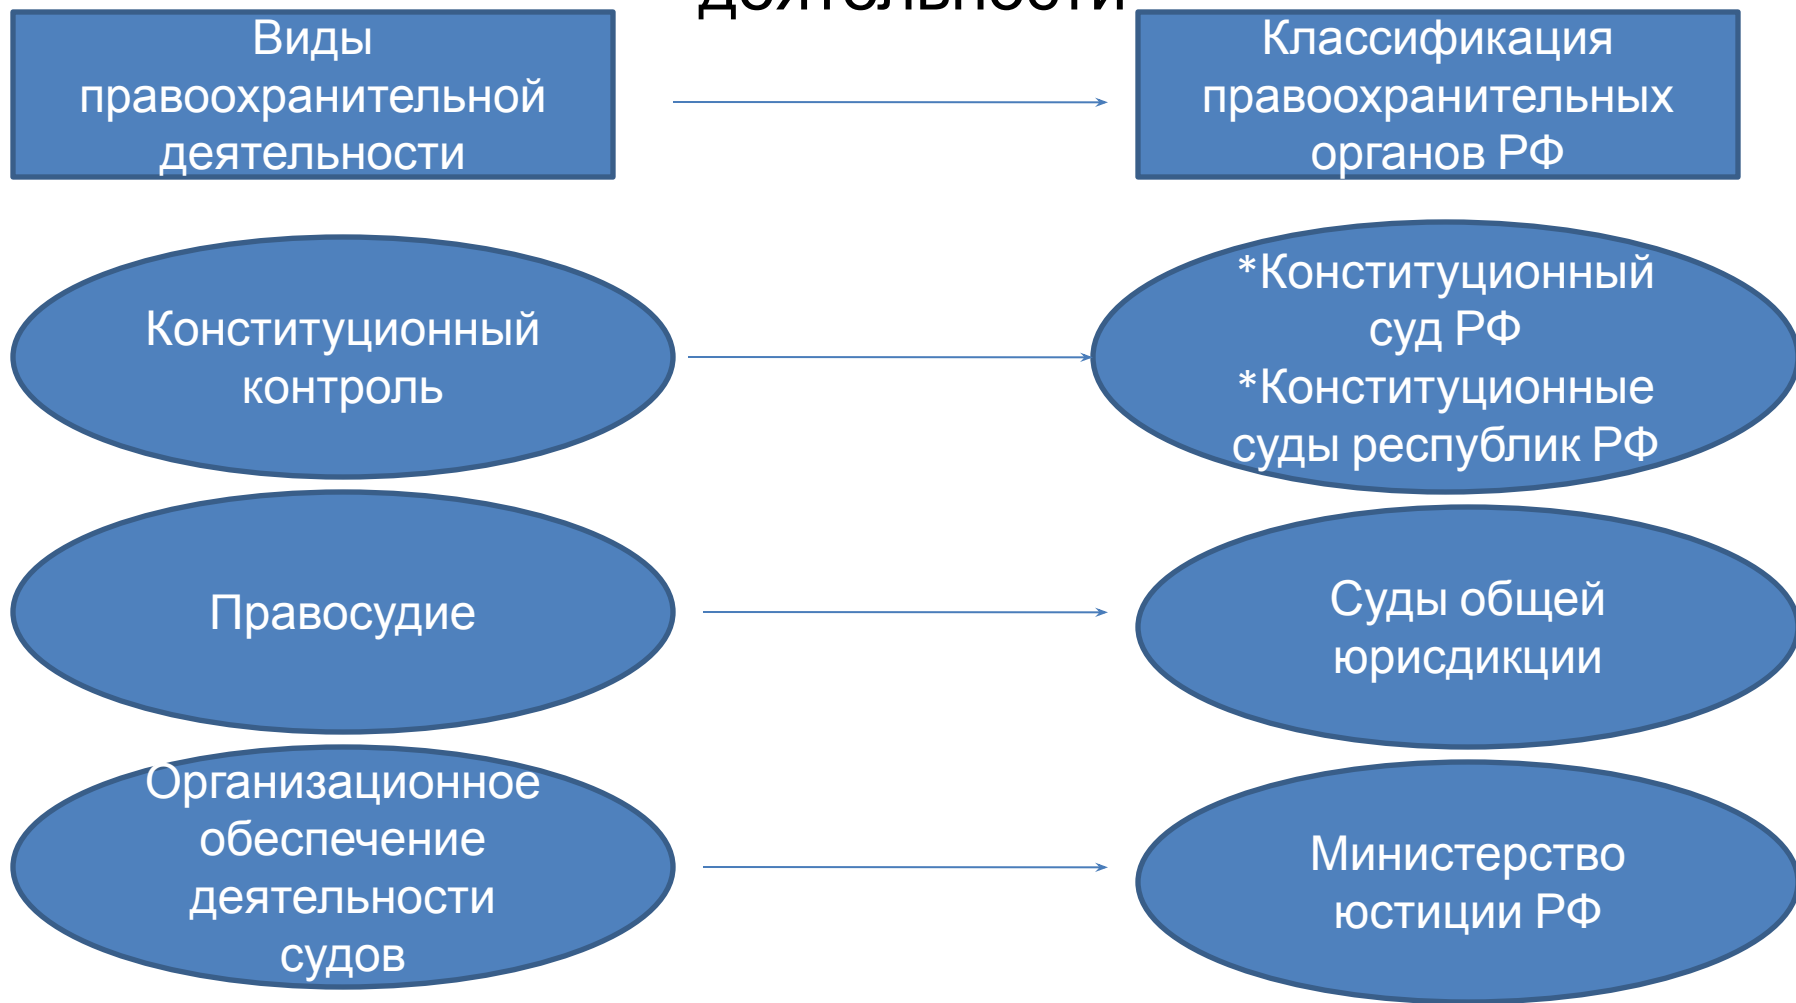 деятельности
Виды
правоохранительной
деятельности
Классификация
правоохранительных
органов РФ
Конституционный
контроль
*Конституционный
суд РФ
*Конституционные
суды республик РФ
Правосудие
Суды общей
юрисдикции
Организационное
обеспечение
деятельности
судов
Министерство
юстиции РФ